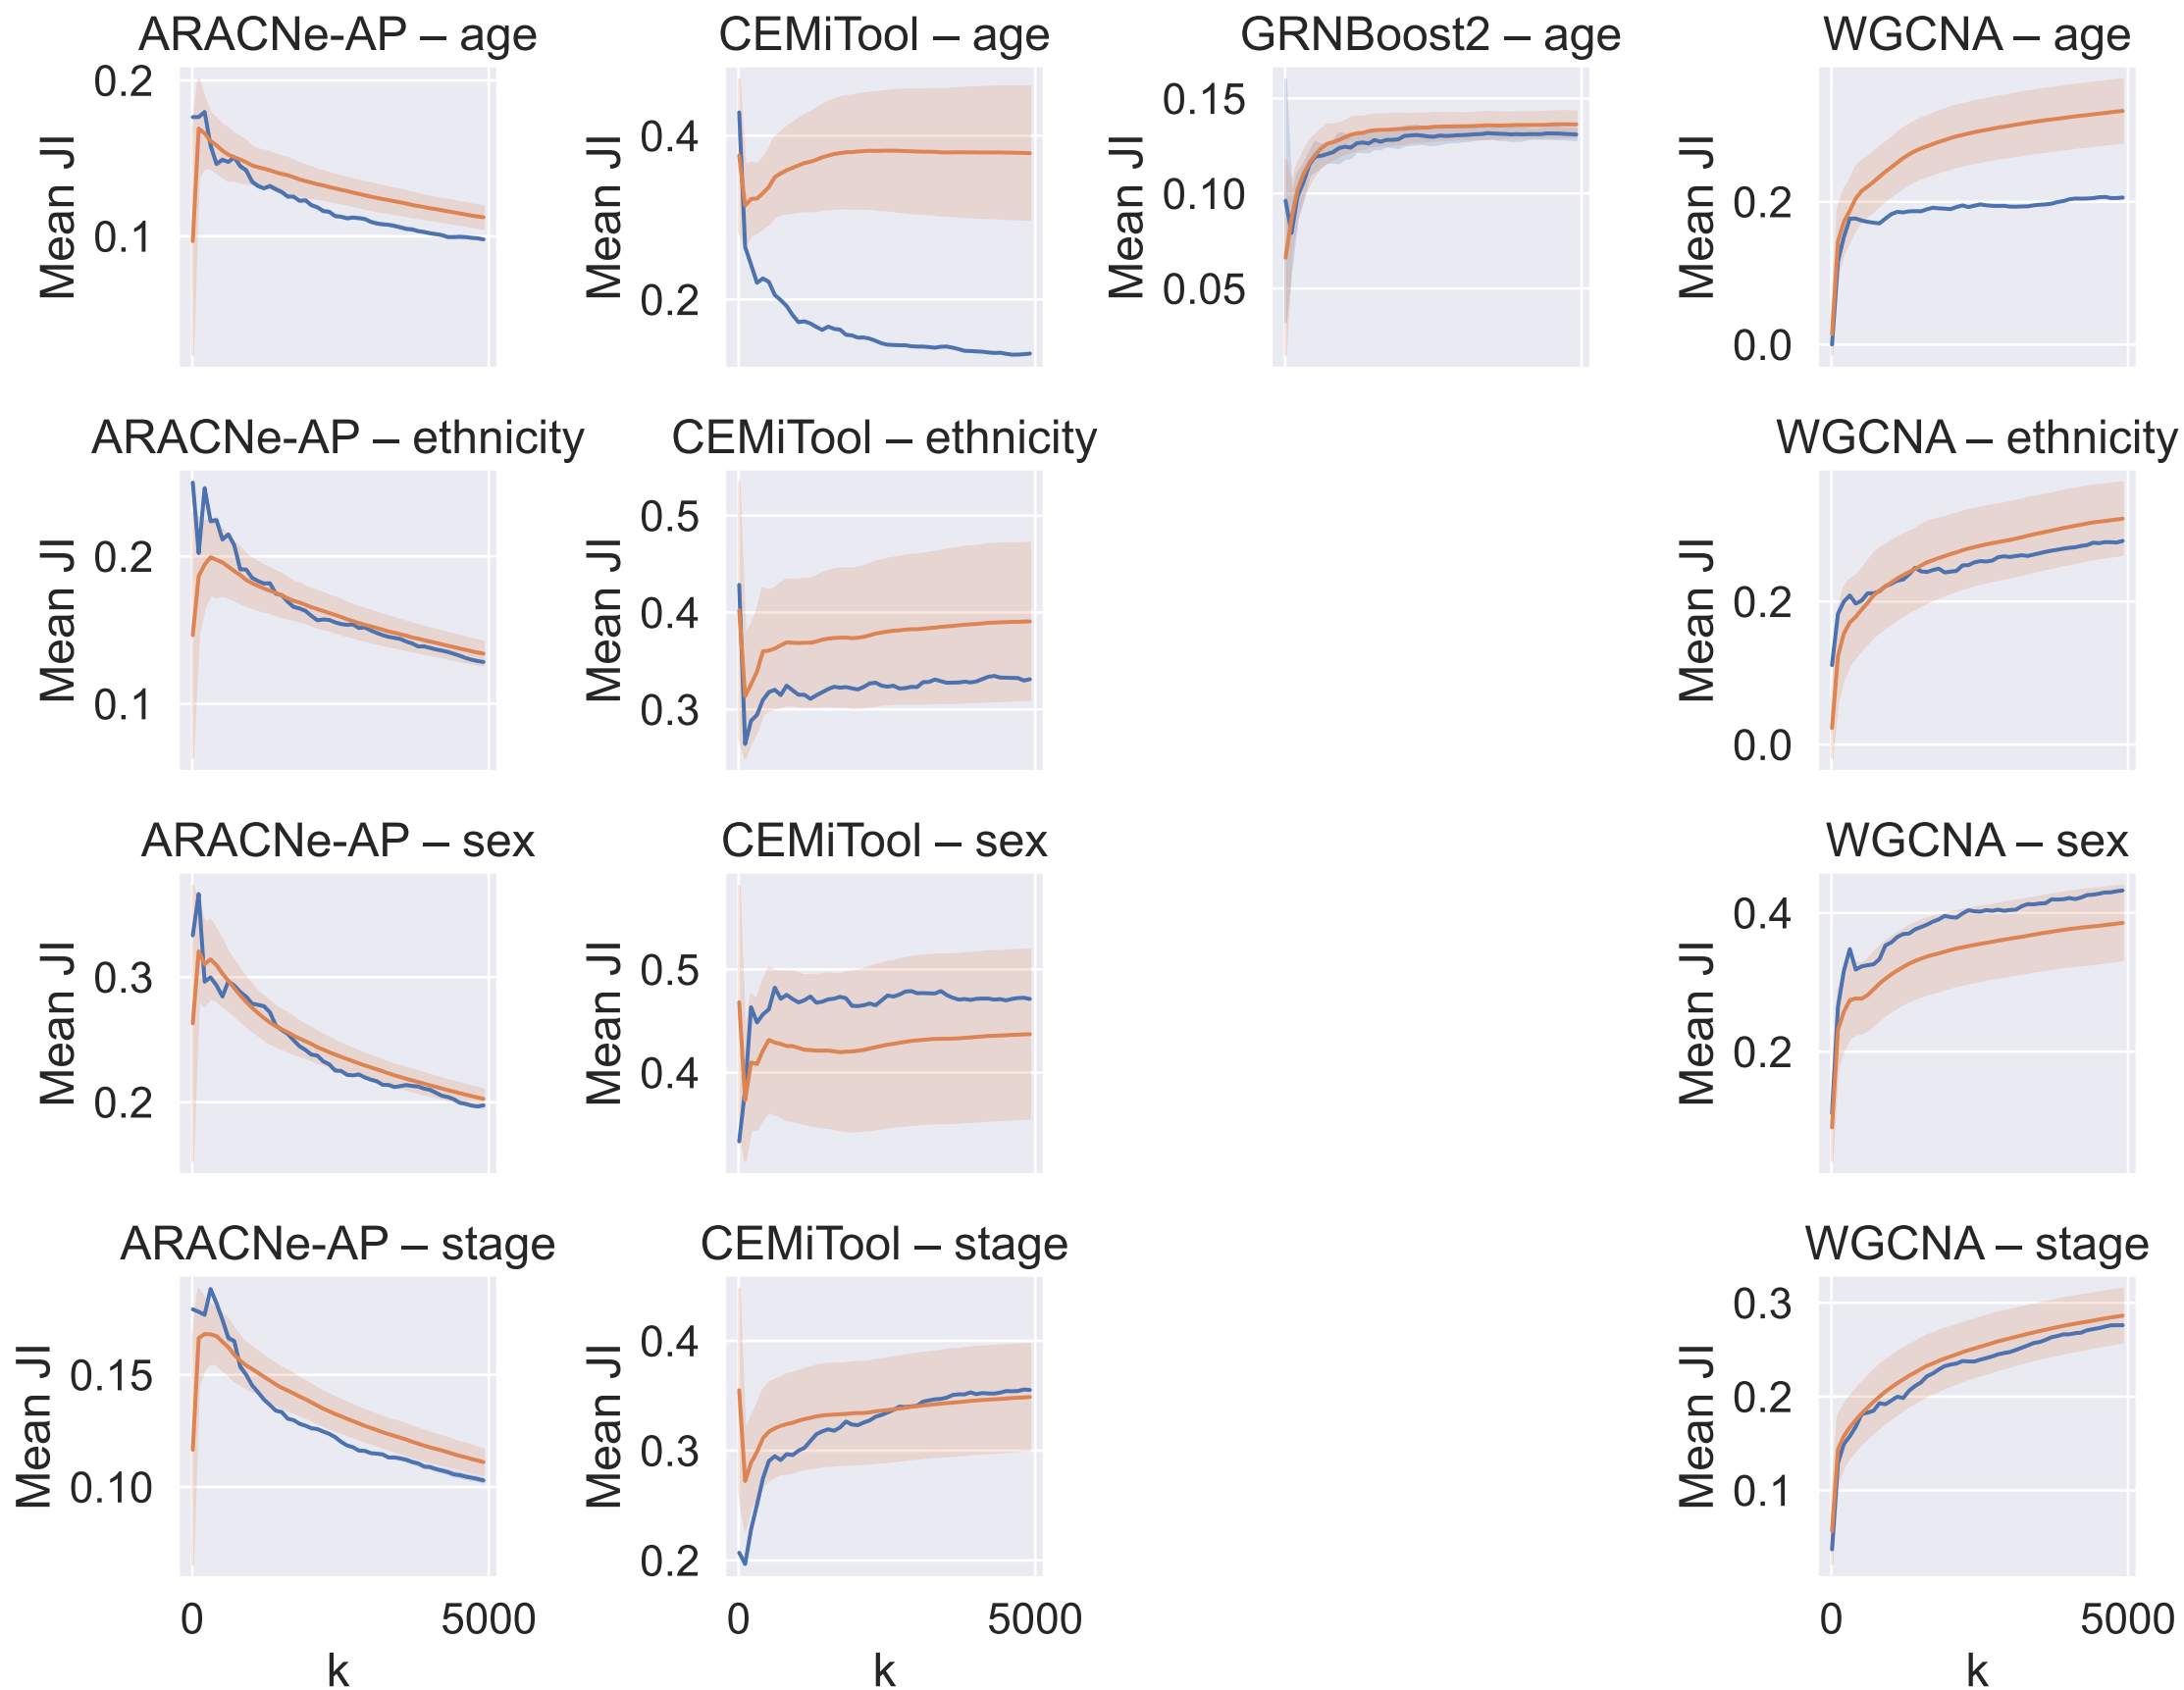 ARACNe-AP – age
CEMiTool – age
GRNBoost2 – age
WGCNA – age
Mean JI
0.2
0.1
Mean JI
0.4
0.2
Mean JI
0.15
0.10
0.05
Mean JI
0.2
0.0
ARACNe-AP – ethnicity
CEMiTool – ethnicity
WGCNA – ethnicity
Mean JI
0.2
0.1
Mean JI
0.5
0.4
0.3
Mean JI
0.2
0.0
ARACNe-AP – sex
CEMiTool – sex
WGCNA – sex
Mean JI
0.3
0.2
Mean JI
0.5
0.4
Mean JI
0.4
0.2
ARACNe-AP – stage
CEMiTool – stage
WGCNA – stage
Mean JI
0.15
0.10
Mean JI
0.4
0.3
0.2
Mean JI
0.3
0.2
0.1
0 5000
0 5000
0 5000
k
k
k